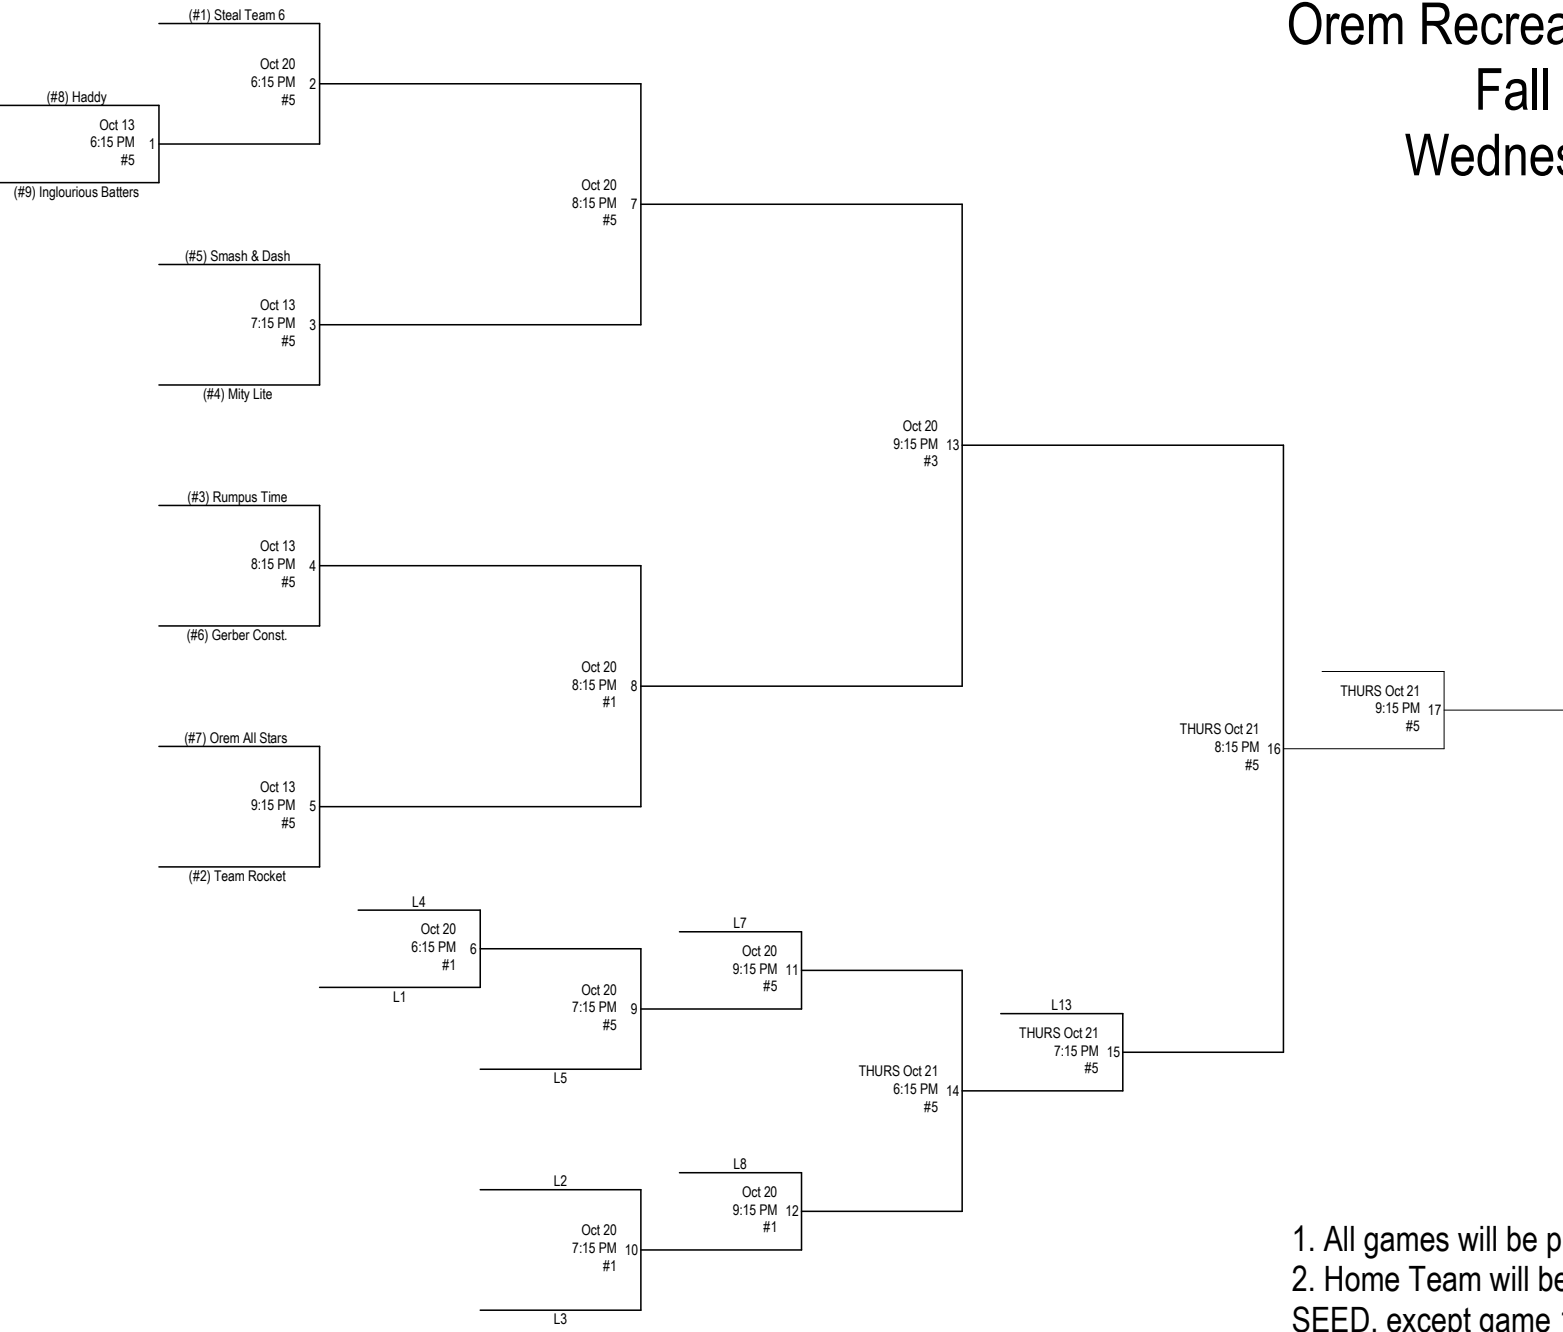 (#1) Steal Team 6
Orem Recrea
Fall
Wednes
Oct 20
6:15 PM 2
#5
(#8) Haddy
Oct 13
6:15 PM 1
#5
(#9) Inglourious Batters
Oct 20
8:15 PM 7
#5
(#5) Smash & Dash
Oct 13
7:15 PM 3
#5
(#4) Mity Lite
Oct 20
9:15 PM 13
#3
(#3) Rumpus Time
Oct 13
8:15 PM 4
#5
(#6) Gerber Const.
Oct 20
8:15 PM 8
#1
THURS Oct 21
9:15 PM 17
#5
THURS Oct 21
8:15 PM 16
#5
(#7) Orem All Stars
Oct 13
9:15 PM 5
#5
(#2) Team Rocket
L4
Oct 20
6:15 PM 6
#1
L1
L7
Oct 20
9:15 PM 11
#5
Oct 20
7:15 PM 9
#5
L5
L13
THURS Oct 21
7:15 PM 15
#5
THURS Oct 21
6:15 PM 14
#5
L8
Oct 20
9:15 PM 12
#1
L2
Oct 20
7:15 PM 10
#1
L3
1. All games will be p
2. Home Team will be
SEED, except game